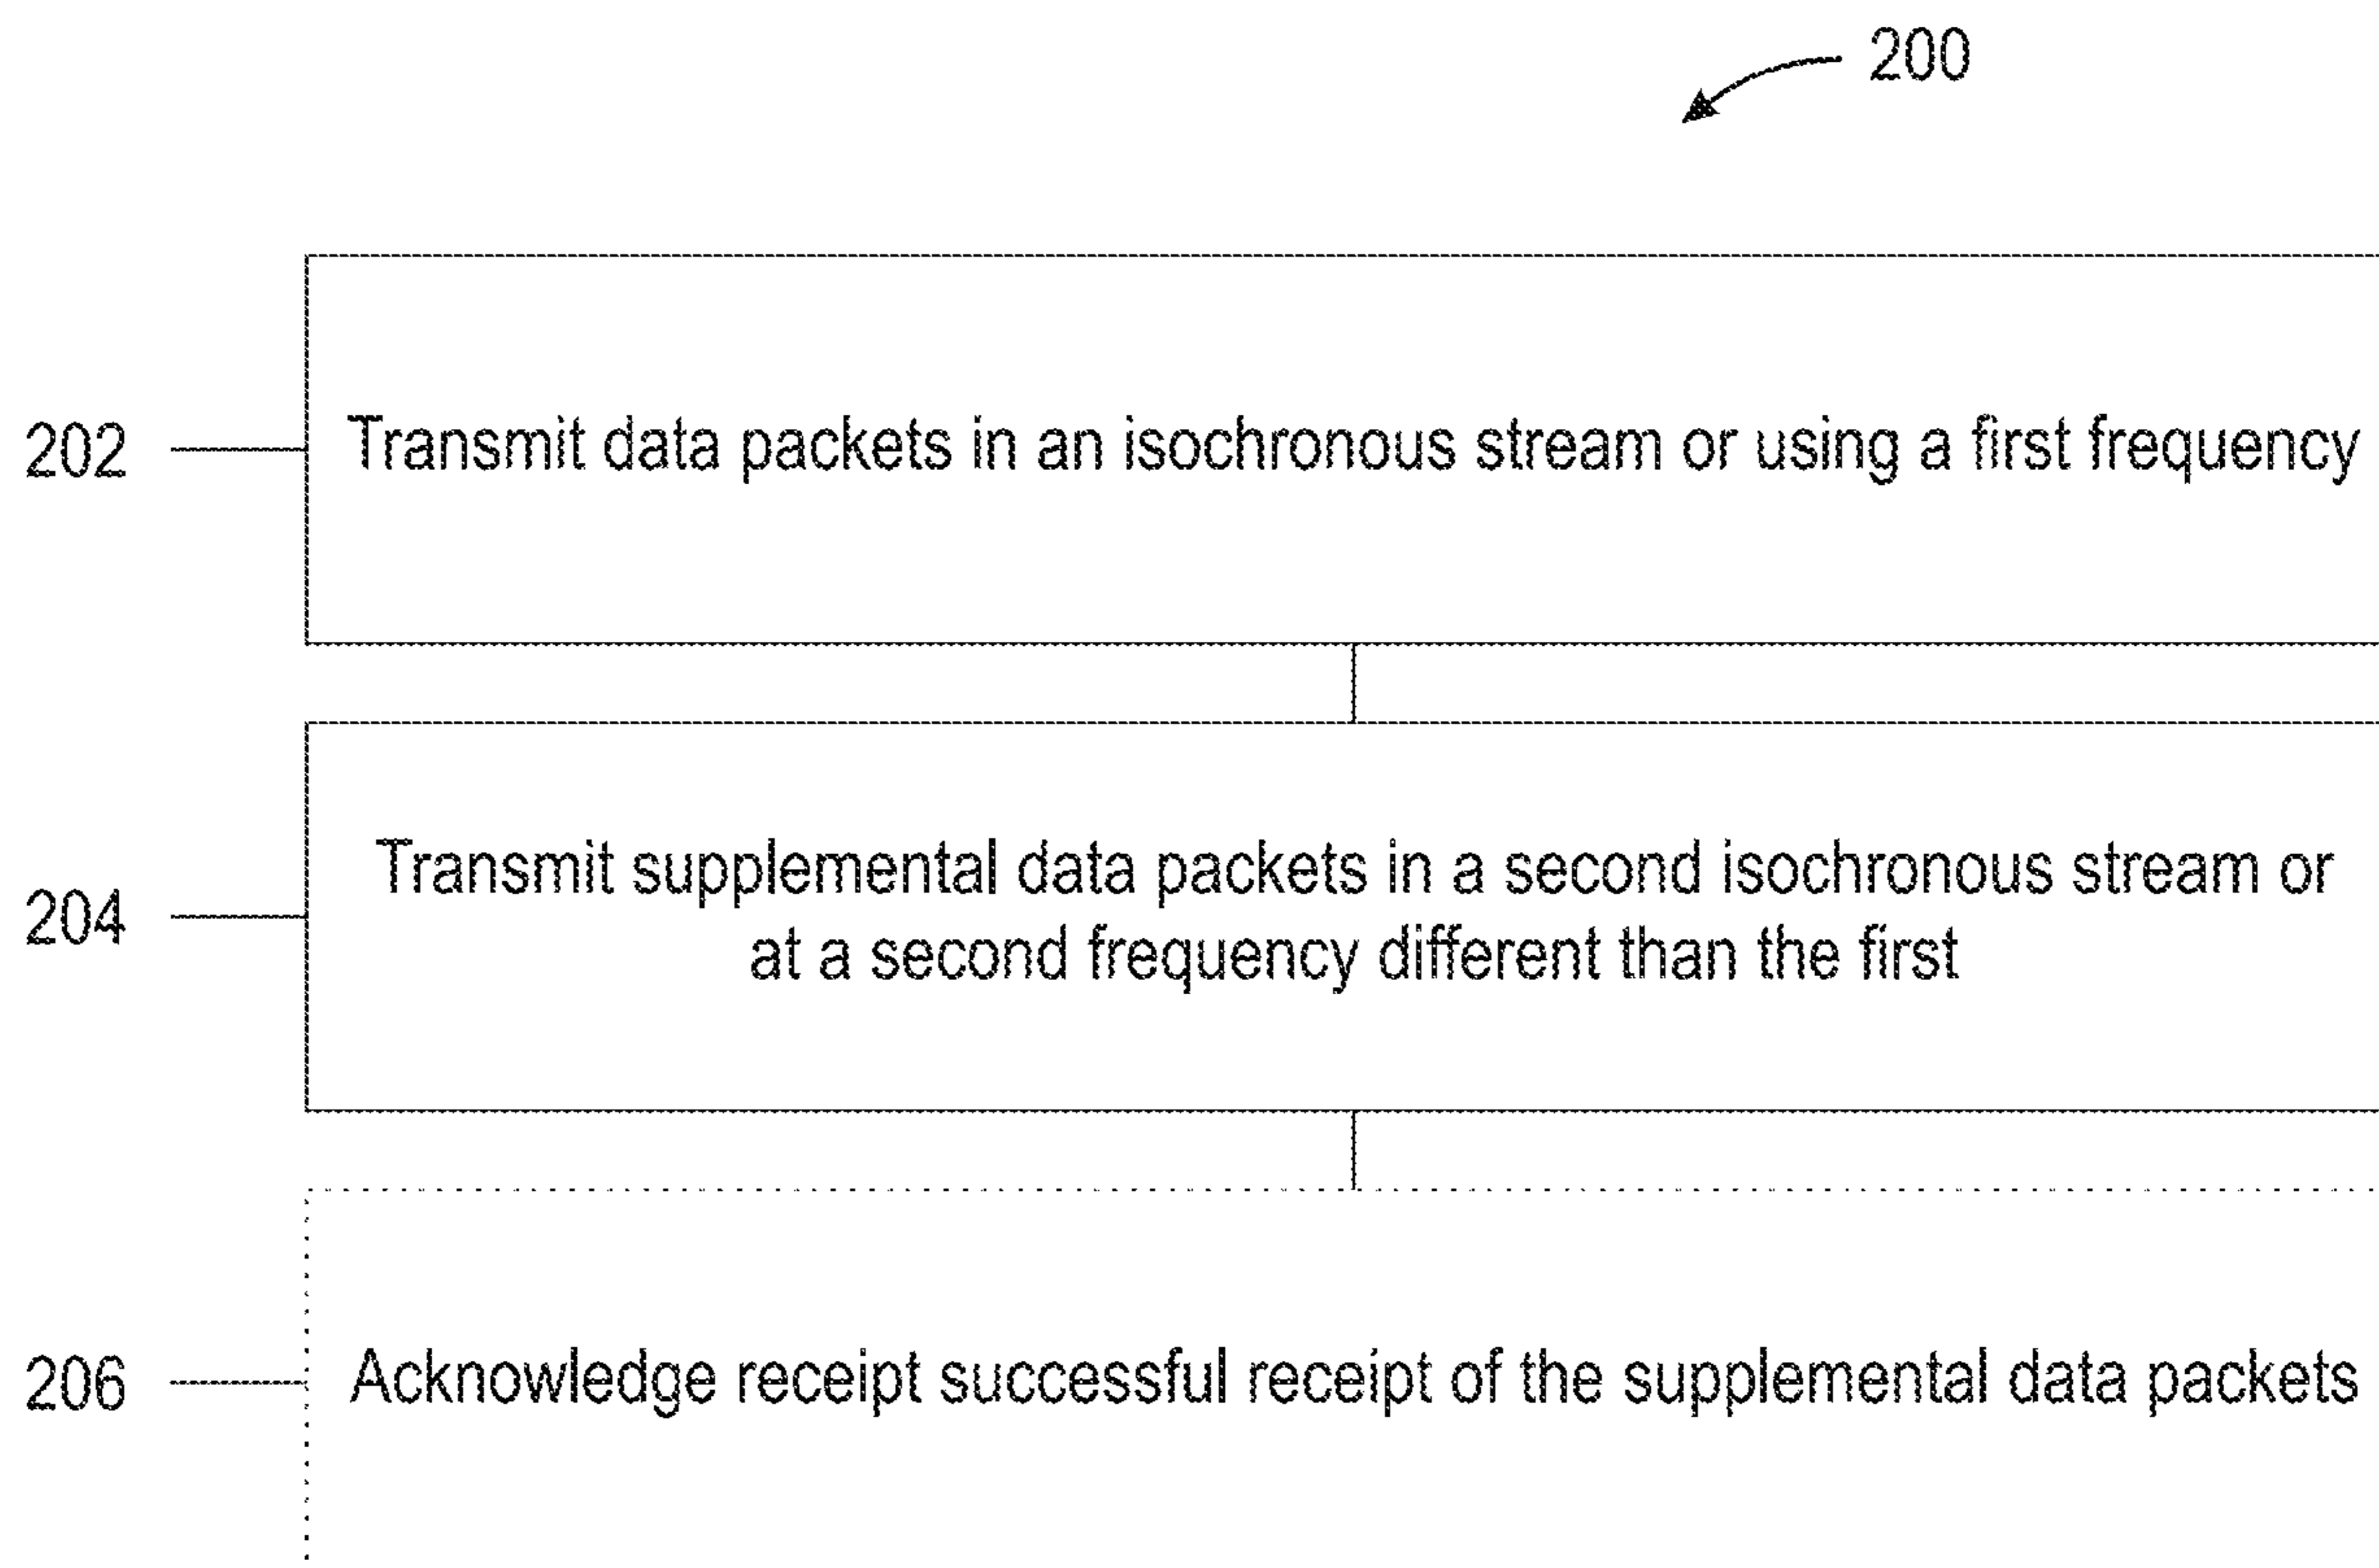 200
202
Transmit data packets in an isochronous stream or using a first frequency
204
Transmit supplemental data packets in a second isochronous stream or
at a second frequency different than the first
206
Acknowledge receipt successful receipt of the supplemental data packets